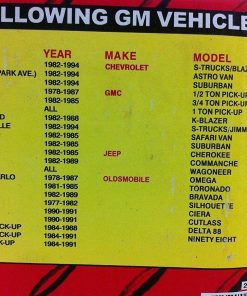 LLOWING GM VEHICLE
YEAR MAKE MODEL
1982-1994 CHEVROLET S-TRUCKS/BLAZ
PARK AVE.) 1982-1994 ASTRO VAN
1982-1994 SUBURBAN
1978-1987 GMC 1/2 TON PICK-UP
1982-1985 3/4 TON PICK-UP
ALL 1 TON PICK-UP
1982-1988 K-BLAZER
LLE 1982-1994 S-TRUCKS/JIMM
1982-1994 SAFARI VAN
1982-1985 SUBURBAN
1982-1985 JEEP CHEROKEE
1982-1989 COMMANCHE
ALL WAGONEER
RLO 1978-1987 OLDSMOBILE OMEGA
1981-1985 TORONADO
1982-1989 BRAVADA
1977-1982 SILHOUETTE
1990-1991 CIERA
1990-1991 CUTLASS
CK-UP 1984-1988 DELTA 88
CK-UP 1984-1991 NINETY EIGHT
K-UP 1984-1991